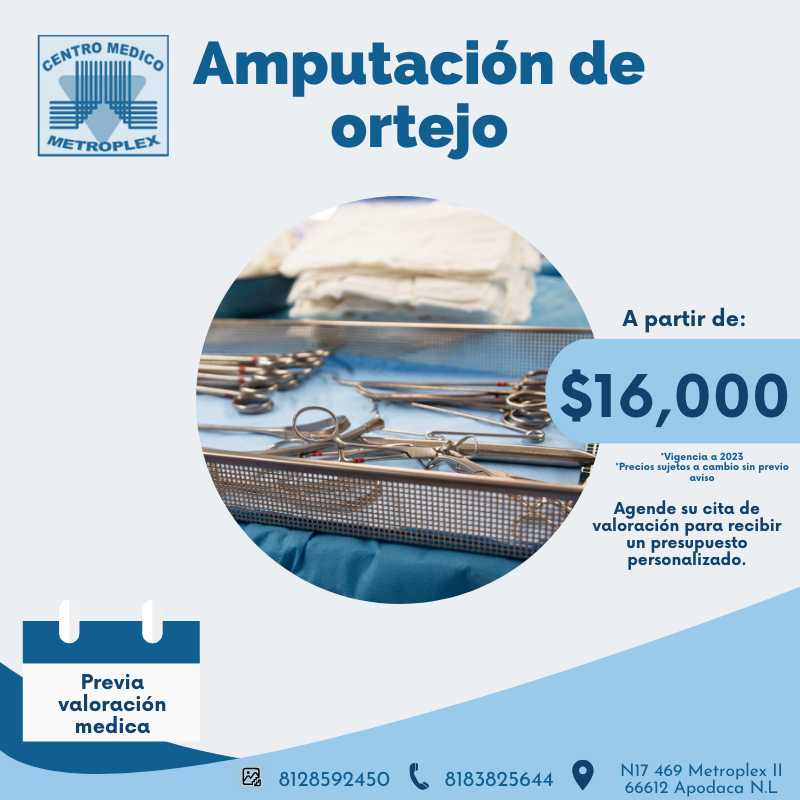 CENTRO MEDICO
METROPLEX
Amputación de
ortejo
A partir de:
$16,000
*Vigencia a 2023
*Precios sujetos a cambio sin previo
aviso
Agende su cita de
valoración para recibir
un presupuesto
personalizado.
Previa
valoración
medica
8128592450
8183825644
N17 469 Metroplex II
66612 Apodaca N.L